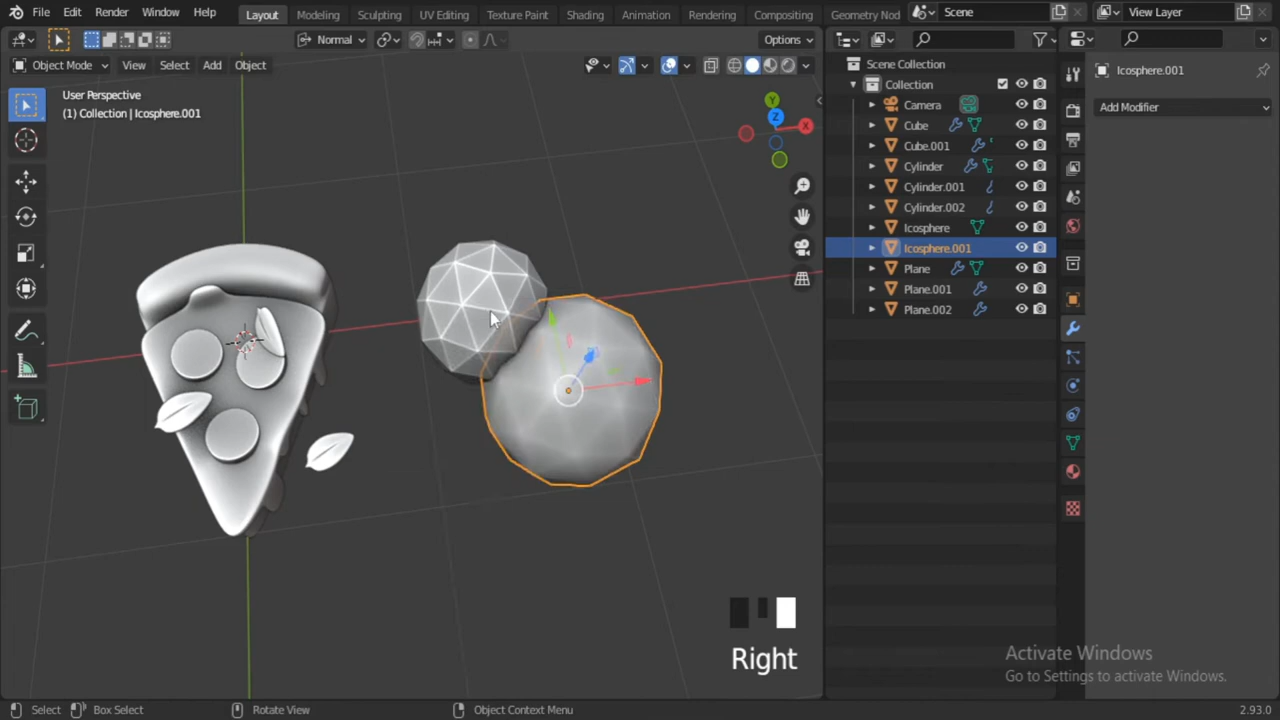 File Edit Render Window Help Layout Modeling Sculpting UV Editing Texture Paint Shading Animation Rendering Compositing Geometry Nod Scene View Layer
Normal Options
Object Mode View Select Add Object
User Perspective
(1) Collection | Icosphere.001
Y
Z
X
Scene Collection
Collection
Camera
Cube
Cube.001
Cylinder
Cylinder.001
Cylinder.002
Icosphere
Icosphere.001
Plane
Plane.001
Plane.002
Icosphere.001
Add Modifier
Right
Activate Windows
Go to Settings to activate Windows.
Select Box Select Rotate View Object Context Menu 2.93.0